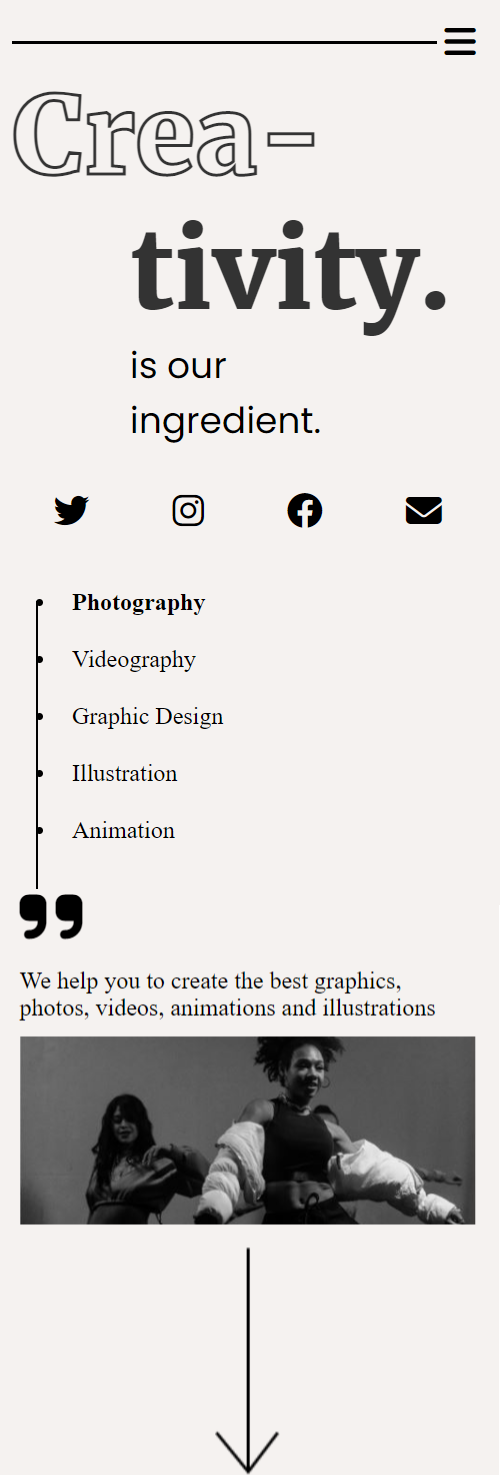 Crea-
tivity.
is our
ingredient.
Photography
Videography
Graphic Design
Illustration
Animation
We help you to create the best graphics,
photos, videos, animations and illustrations